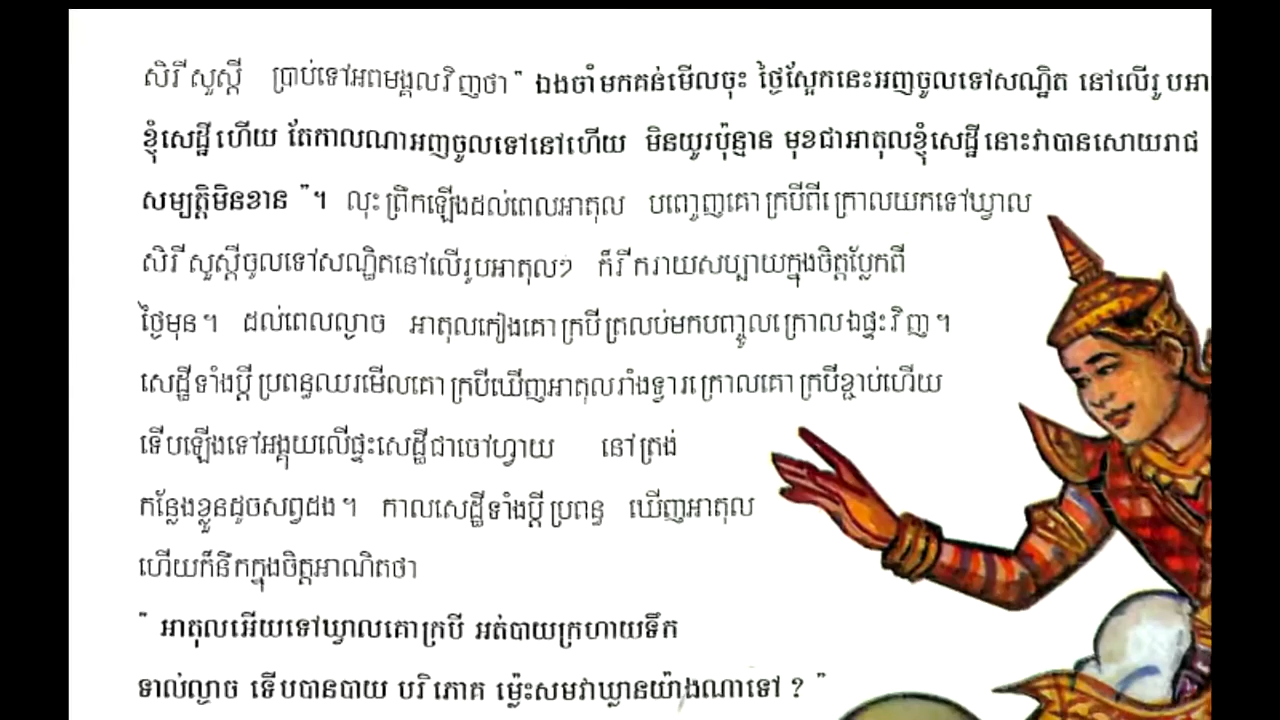 សិរីសួស្តី ប្រាប់ទៅអពមង្គលវិញថា " ឯងចាំមកគន់មើលចុះ ថ្ងៃស្អែកនេះអញចូលទៅសណ្ឋិត នៅលើរូបអា
ខ្ញុំសេដ្ឋីហើយ តែកាលណាអញចូលទៅនៅហើយ មិនយូរប៉ុន្មាន មុខជាអាតុលខ្ញុំសេដ្ឋីនោះវាបានសោយរាជ
សម្បត្តិមិនខាន "។ លុះព្រឹកឡើងដល់ពេលអាតុល បញ្ចេញគោក្របីពីក្រោលយកទៅឃ្វាល
សិរីសួស្តីចូលទៅសណ្ឋិតនៅលើរូបអាតុលៗ ក៏រីករាយសប្បាយក្នុងចិត្តប្លែកពី
ថ្ងៃមុន។ ដល់ពេលល្ងាច អាតុលកៀងគោក្របីត្រលប់មកបញ្ចូលក្រោលឯផ្ទះវិញ។
សេដ្ឋីទាំងប្តីប្រពន្ធឈរមើលគោក្របីឃើញអាតុលរាំងទ្វារក្រោលគោក្របីខ្ជាប់ហើយ
ទើបឡើងទៅអង្គុយលើផ្ទះសេដ្ឋីជាចៅហ្វាយ នៅត្រង់
កន្លែងខ្លួនដូចសព្វដង។ កាលសេដ្ឋីទាំងប្តីប្រពន្ធ ឃើញអាតុល
ហើយក៏នឹកក្នុងចិត្តអាណិតថា
" អាតុលអើយទៅឃ្វាលគោក្របី អត់បាយក្រហាយទឹក
ទាល់ល្ងាច ទើបបានបាយ បរិភោគ ម្ល៉េះសមវាឃ្លានយ៉ាងណាទៅ ? "